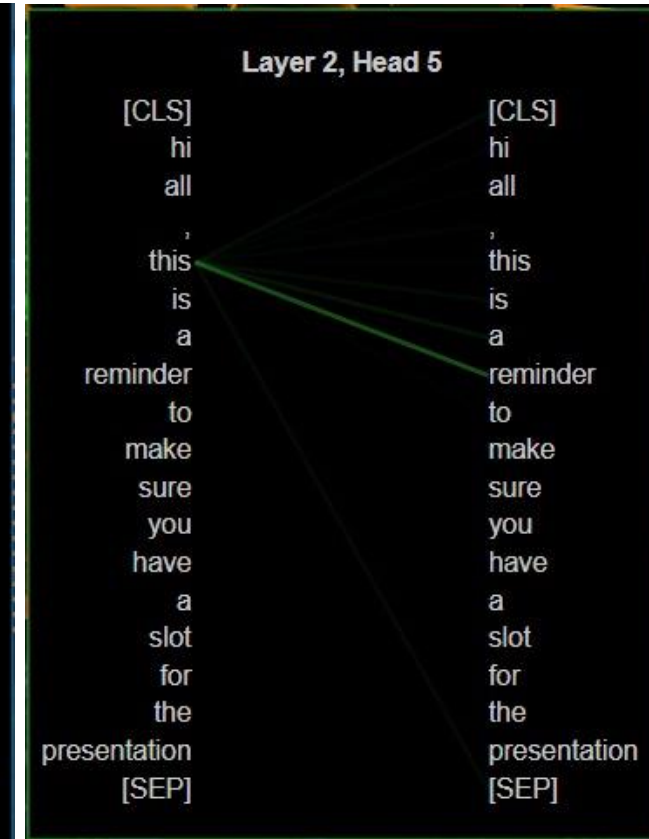 Layer 2, Head 5
[CLS] [CLS]
hi hi
all all
, ,
this this
is is
a a
reminder reminder
to to
make make
sure sure
you you
have have
a a
slot slot
for for
the the
presentation presentation
[SEP] [SEP]